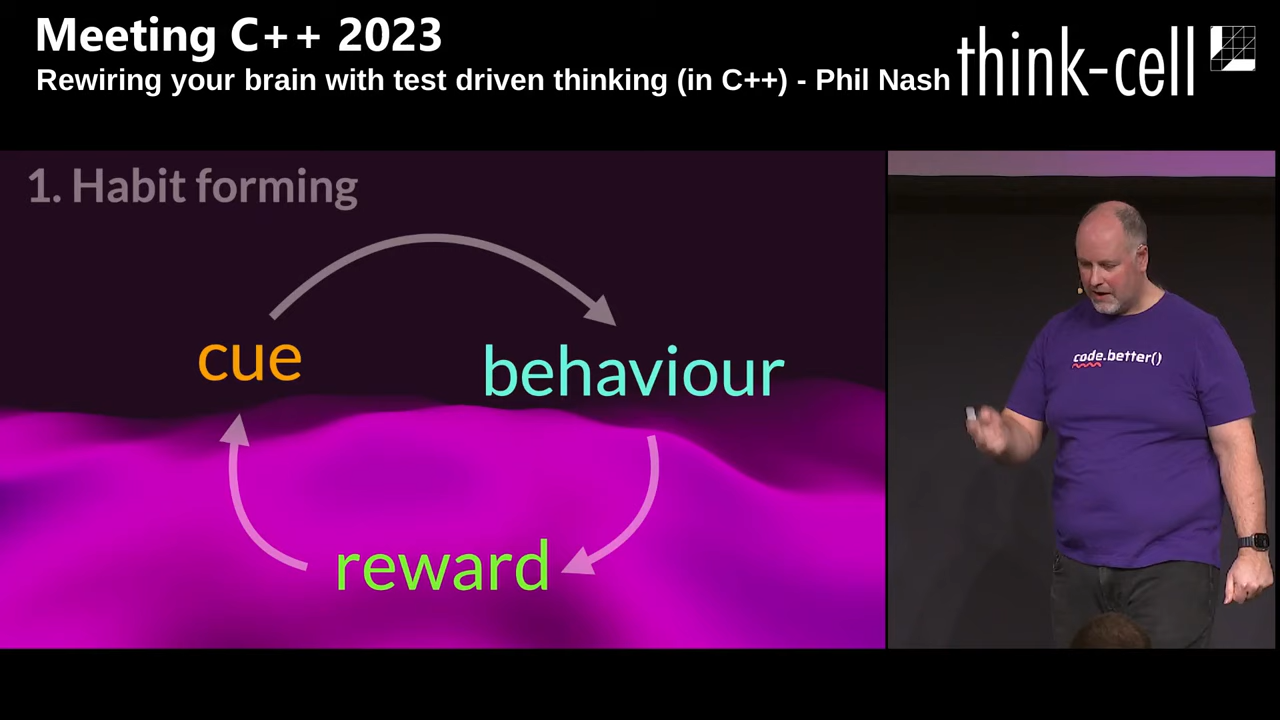 Meeting C++ 2023
Rewiring your brain with test driven thinking (in C++) - Phil Nash
think-cell
1. Habit forming
cue
behaviour
reward
code.better()